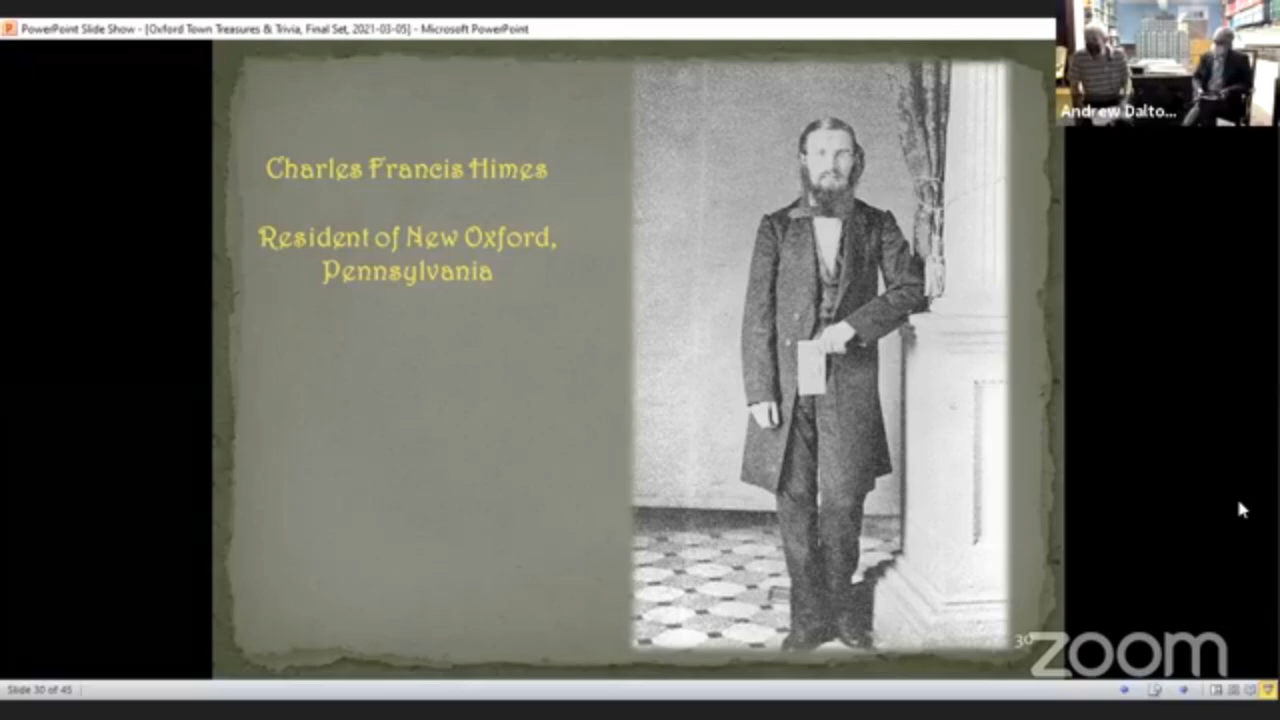 PowerPoint Slide Show - [Oxford Town Treasures & Trivia, Final Set, 2021-03-05] - Microsoft PowerPoint
Andrew Dalto...
Charles Francis Himes
Resident of New Oxford,
Pennsylvania
30
zoom
Slide 30 of 45